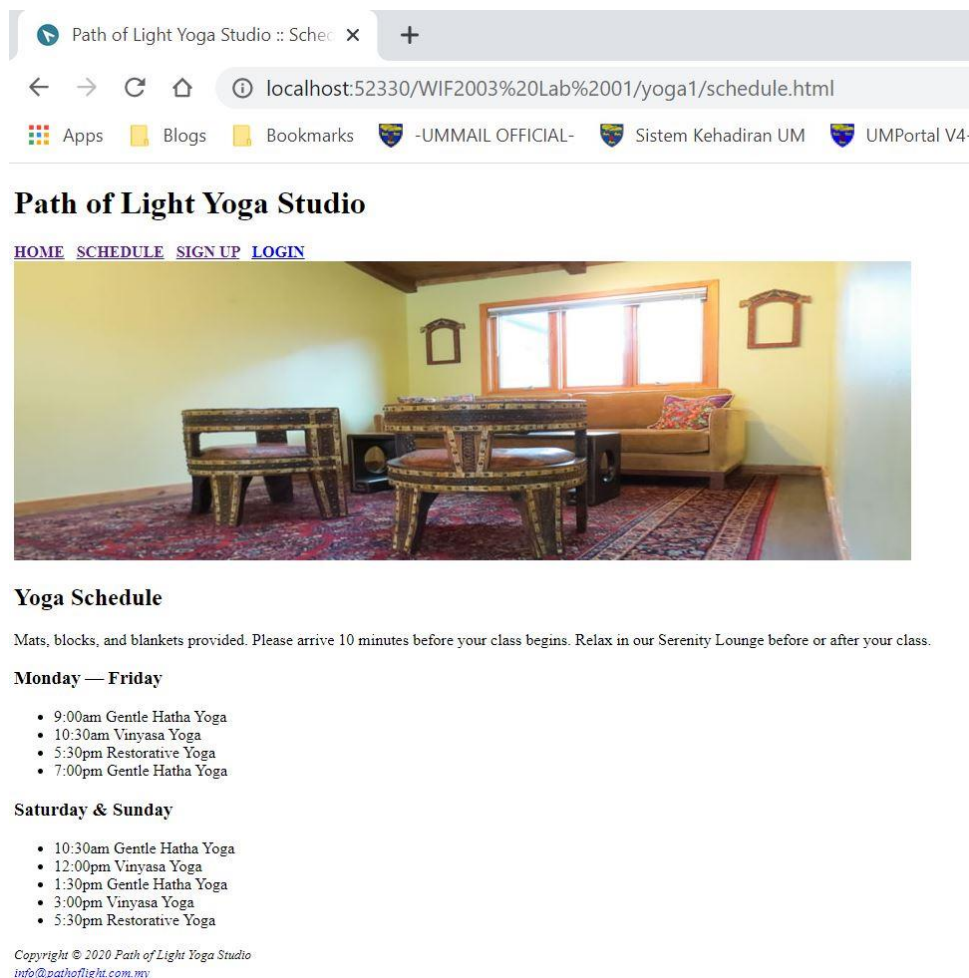 Path of Light Yoga Studio :: Sched
localhost:52330/WIF2003%20Lab%2001/yoga1/schedule.html
Apps Blogs Bookmarks -UMMAIL OFFICIAL- Sistem Kehadiran UM UMPortal V4-
Path of Light Yoga Studio
HOME SCHEDULE SIGN UP LOGIN
Yoga Schedule
Mats, blocks, and blankets provided. Please arrive 10 minutes before your class begins. Relax in our Serenity Lounge before or after your class.
Monday — Friday
• 9:00am Gentle Hatha Yoga
• 10:30am Vinyasa Yoga
• 5:30pm Restorative Yoga
• 7:00pm Gentle Hatha Yoga
Saturday & Sunday
• 10:30am Gentle Hatha Yoga
• 12:00pm Vinyasa Yoga
• 1:30pm Gentle Hatha Yoga
• 3:00pm Vinyasa Yoga
• 5:30pm Restorative Yoga
Copyright © 2020 Path of Light Yoga Studio
info@pathoflight.com.my